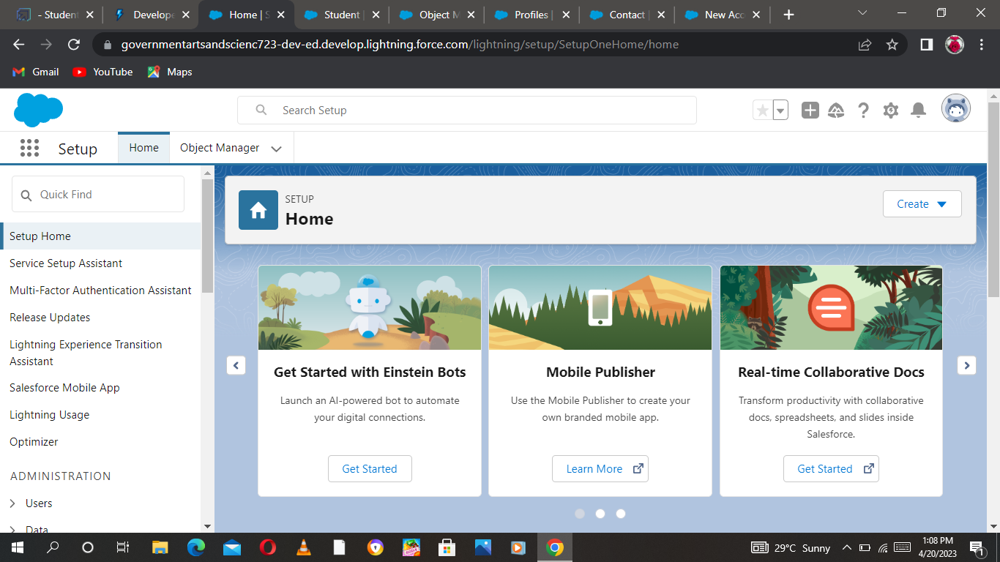 - Student
Develope
Home | S
Student |
Object M
Profiles |
Contact |
New Acc
governmentartsandscienc723-dev-ed.develop.lightning.force.com/lightning/setup/SetupOneHome/home
Gmail
YouTube
Maps
Search Setup
Setup
Home
Object Manager
Quick Find
Setup Home
Service Setup Assistant
Multi-Factor Authentication Assistant
Release Updates
Lightning Experience Transition
Assistant
Salesforce Mobile App
Lightning Usage
Optimizer
ADMINISTRATION
Users
Data
SETUP
Home
Create
Get Started with Einstein Bots
Launch an AI-powered bot to automate
your digital connections.
Get Started
Mobile Publisher
Use the Mobile Publisher to create your
own branded mobile app.
Learn More
Real-time Collaborative Docs
Transform productivity with collaborative
docs, spreadsheets, and slides inside
Salesforce.
Get Started
29°C Sunny
1:08 PM
4/20/2023
1